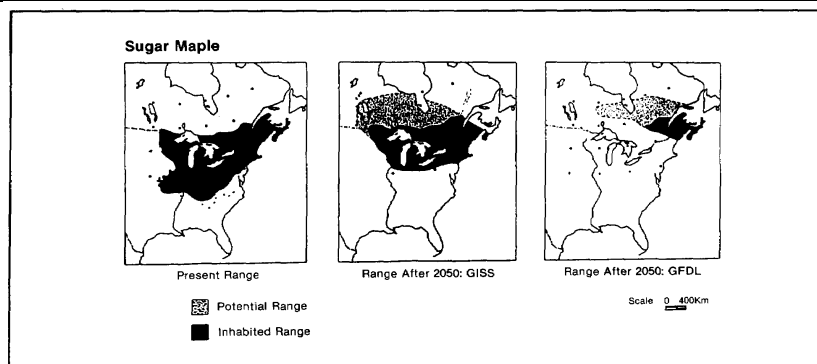 Sugar Maple
Present Range
Range After 2050: GISS
Range After 2050: GFDL
Potential Range
Inhabited Range
Scale 0 400Km